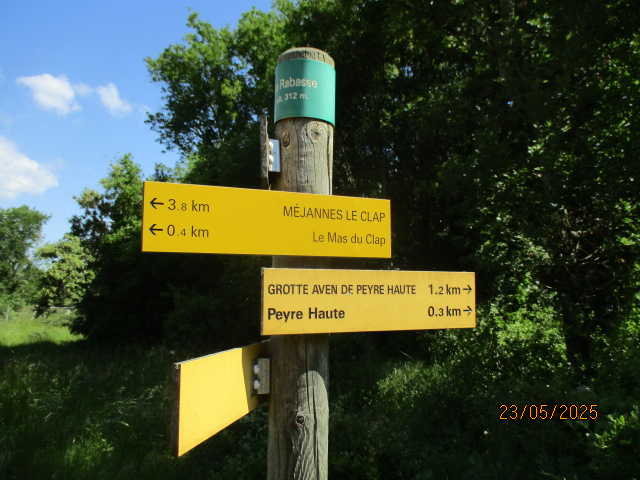 Rabasse
312 m.
← 3.8 km MÉJANNES LE CLAP
← 0.4 km Le Mas du Clap
GROTTE AVEN DE PEYRE HAUTE 1.2 km →
Peyre Haute 0.3 km →
23/05/2025